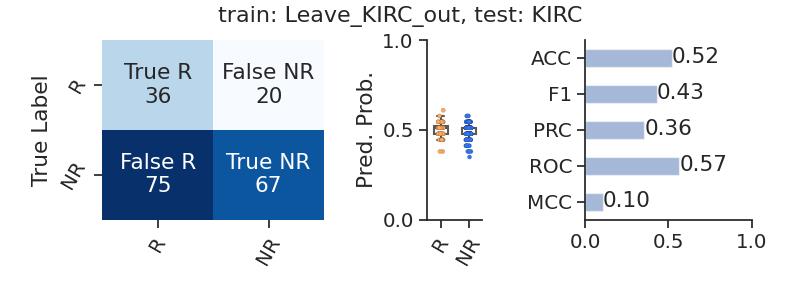 train: Leave_KIRC_out, test: KIRC
True Label
R
NR
True R
36
False NR
20
False R
75
True NR
67
R
NR
Pred. Prob.
1.0
0.5
0.0
R
NR
ACC
0.52
F1
0.43
PRC
0.36
ROC
0.57
MCC
0.10
0.0
0.5
1.0